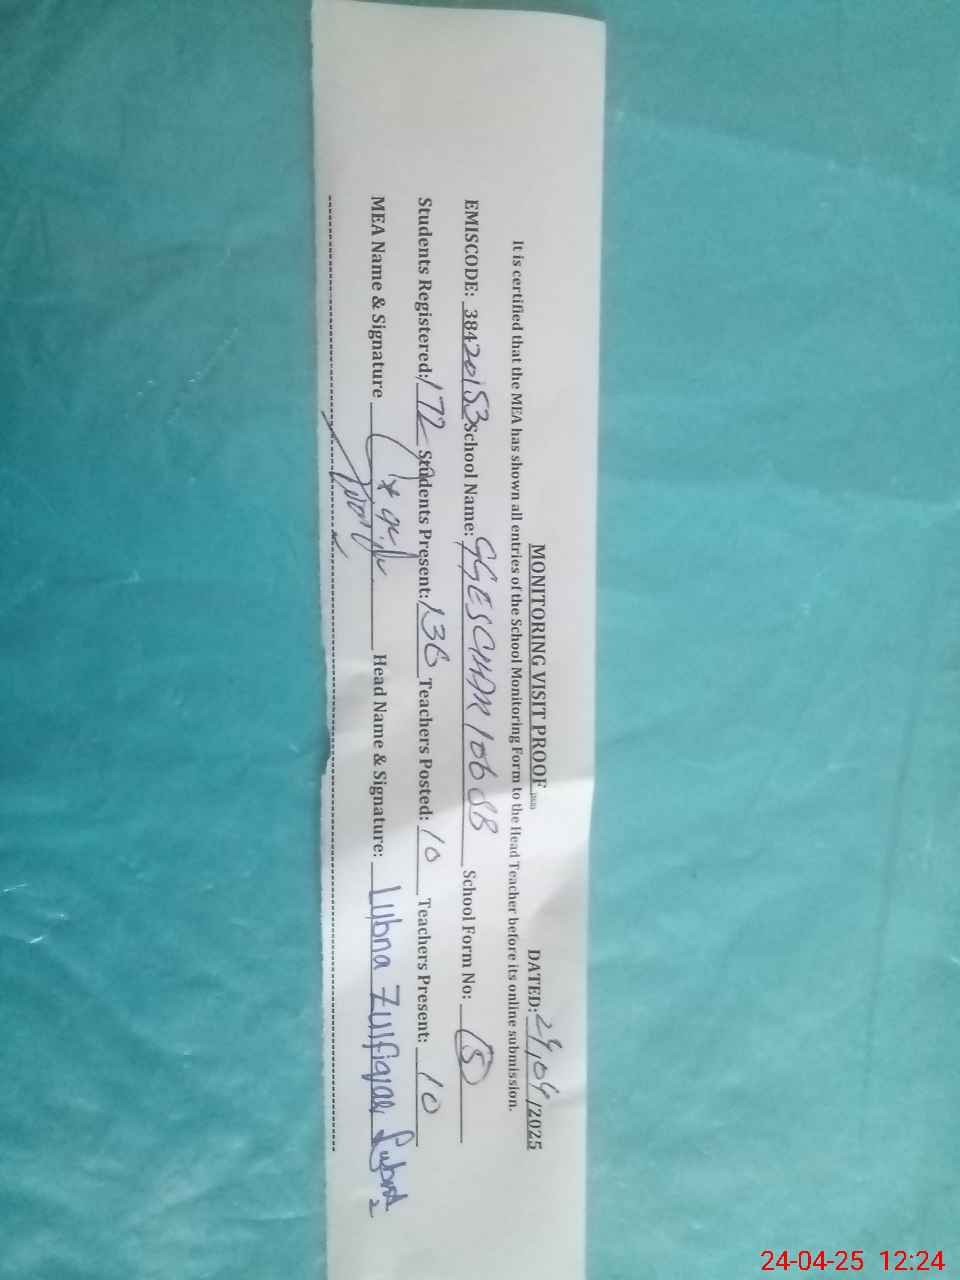 MONITORING VISIT PROOF DATED: 24/04/2025
It is certified that the MEA has shown all entries of the School Monitoring Form to the Head Teacher before its online submission.
EMISCODE: 38420153 School Name: GGES CHAK 106 SB School Form No: (5)
Students Registered: 172 Students Present: 136 Teachers Posted: 10 Teachers Present: 10
MEA Name & Signature Head Name & Signature: Lubna Zulfiqar Lubna
24-04-25 12:24